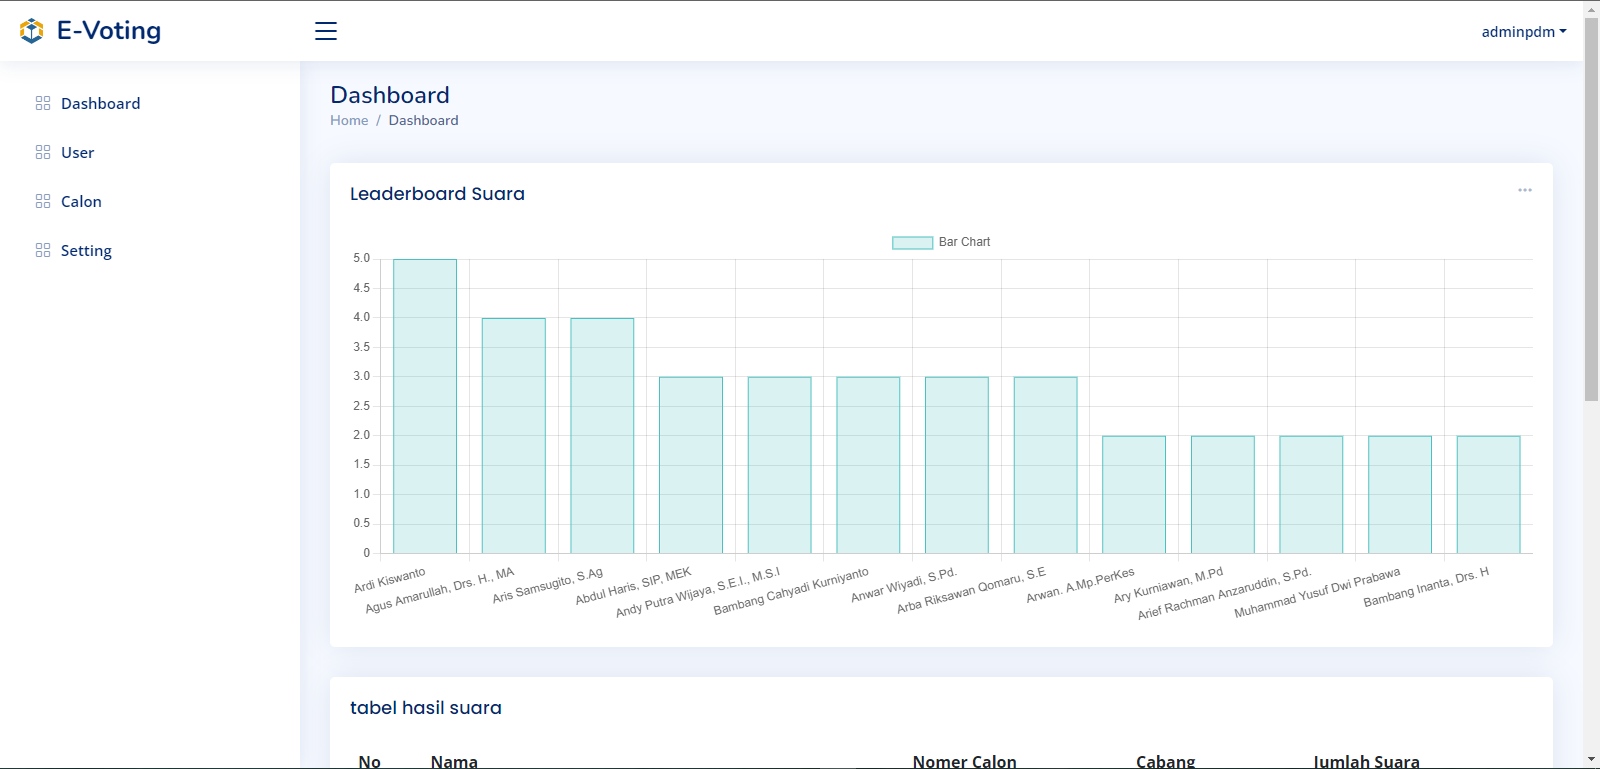 E-Voting
adminpdm
Dashboard
User
Calon
Setting
Dashboard
Home / Dashboard
Leaderboard Suara
Bar Chart
5.0
4.5
4.0
3.5
3.0
2.5
2.0
1.5
1.0
0.5
0
Ardi Kiswanto
Agus Amarullah, Drs. H., MA
Aris Samsugito, S.Ag
Abdul Haris, SIP, MEK
Andy Putra Wijaya, S.E.I., M.S.I
Bambang Cahyadi Kurniyanto
Anwar Wiyadi, S.Pd.
Arba Riksawan Qomaru, S.E
Arwan. A.Mp.PerKes
Ary Kurniawan, M.Pd
Arief Rachman Anzaruddin, S.Pd.
Muhammad Yusuf Dwi Prabawa
Bambang Inanta, Drs. H
tabel hasil suara
No Nama Nomer Calon Cabang Jumlah Suara